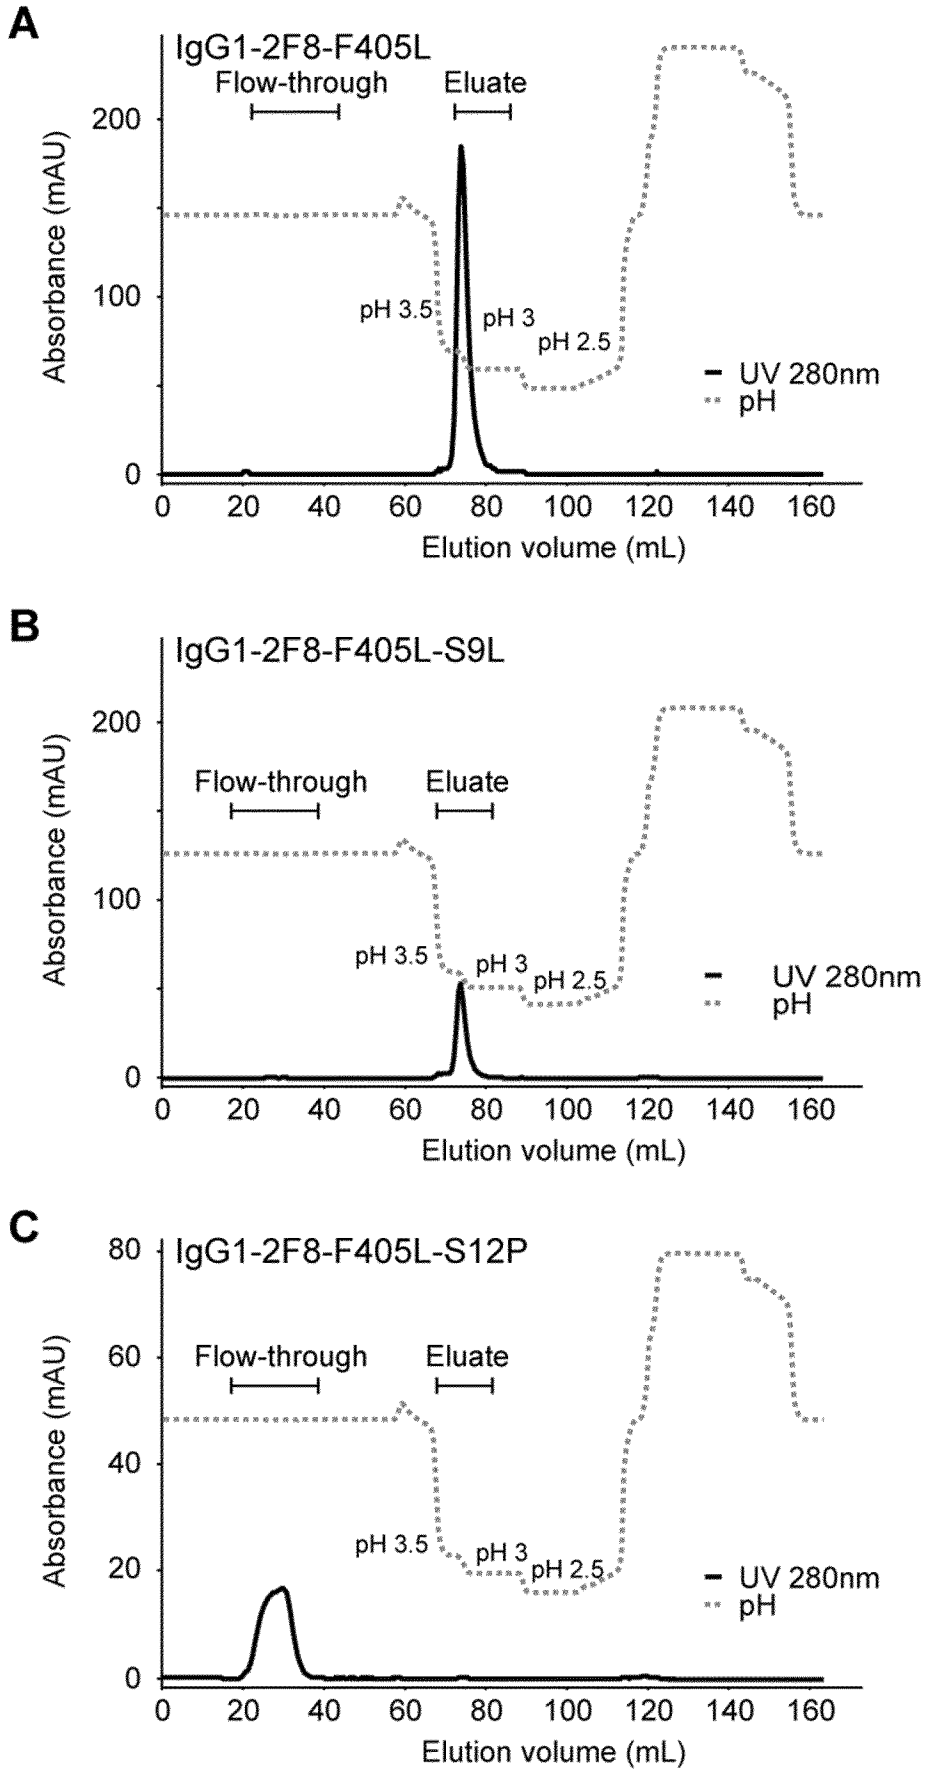 A
IgG1-2F8-F405L
Flow-through Eluate
200
100
0
Absorbance (mAU)
pH 3.5 pH 3
pH 2.5
UV 280nm
pH
0 20 40 60 80 100 120 140 160
Elution volume (mL)
B
IgG1-2F8-F405L-S9L
Flow-through Eluate
200
100
0
Absorbance (mAU)
pH 3.5 pH 3
pH 2.5
UV 280nm
pH
0 20 40 60 80 100 120 140 160
Elution volume (mL)
C
IgG1-2F8-F405L-S12P
Flow-through Eluate
80
60
40
20
0
Absorbance (mAU)
pH 3.5 pH 3
pH 2.5
UV 280nm
pH
0 20 40 60 80 100 120 140 160
Elution volume (mL)